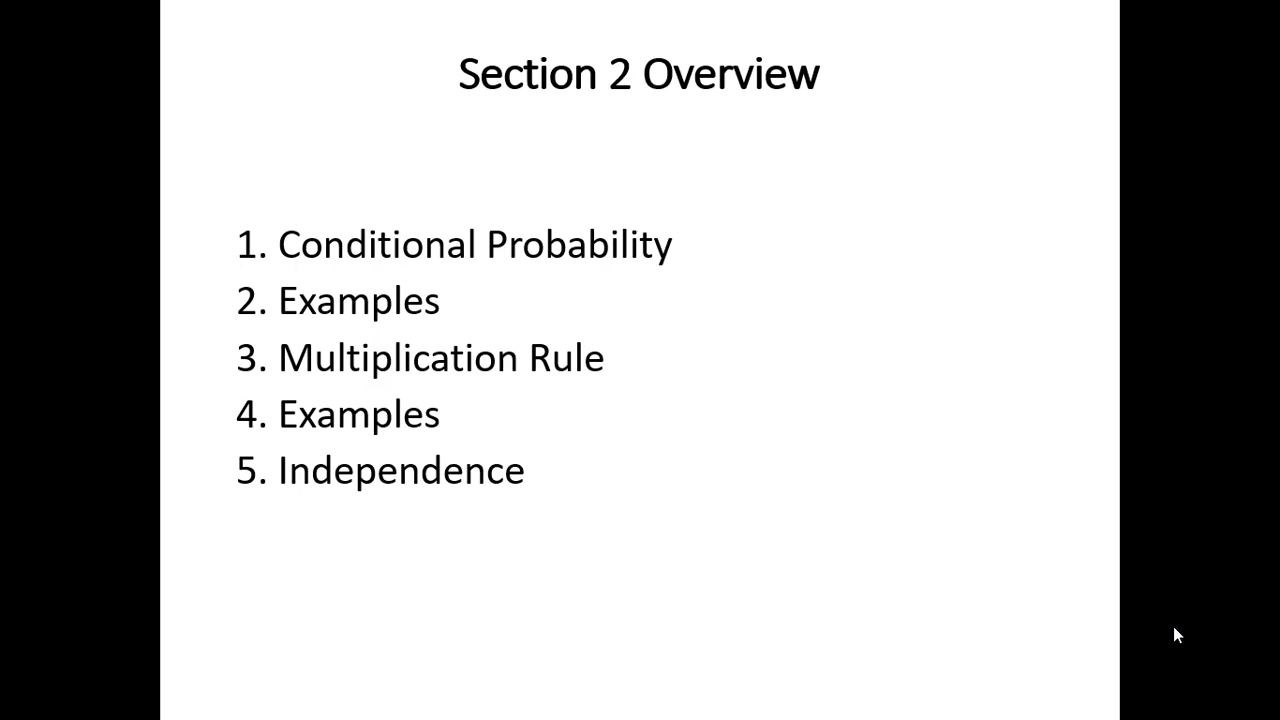 Section 2 Overview
1. Conditional Probability
2. Examples
3. Multiplication Rule
4. Examples
5. Independence